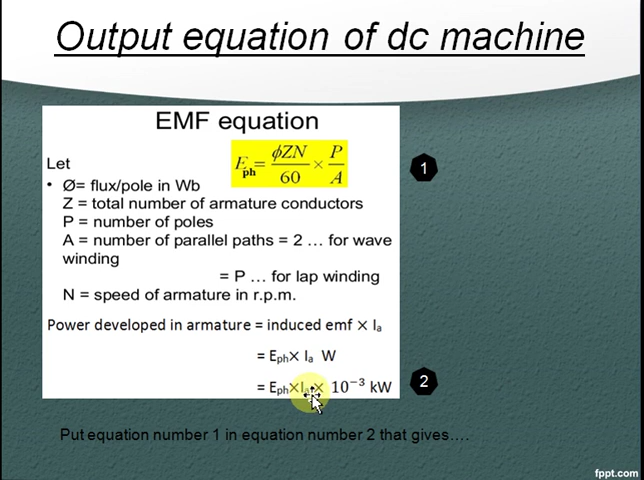 Output equation of dc machine
EMF equation
Let
E_ph = ϕZN/60 × P/A
1
• Ø= flux/pole in Wb
Z = total number of armature conductors
P = number of poles
A = number of parallel paths = 2 … for wave
winding
= P … for lap winding
N = speed of armature in r.p.m.
Power developed in armature = induced emf × Iₐ
= E_ph× Iₐ W
= E_ph×Iₐ× 10⁻³ kW
2
Put equation number 1 in equation number 2 that gives….
fppt.com